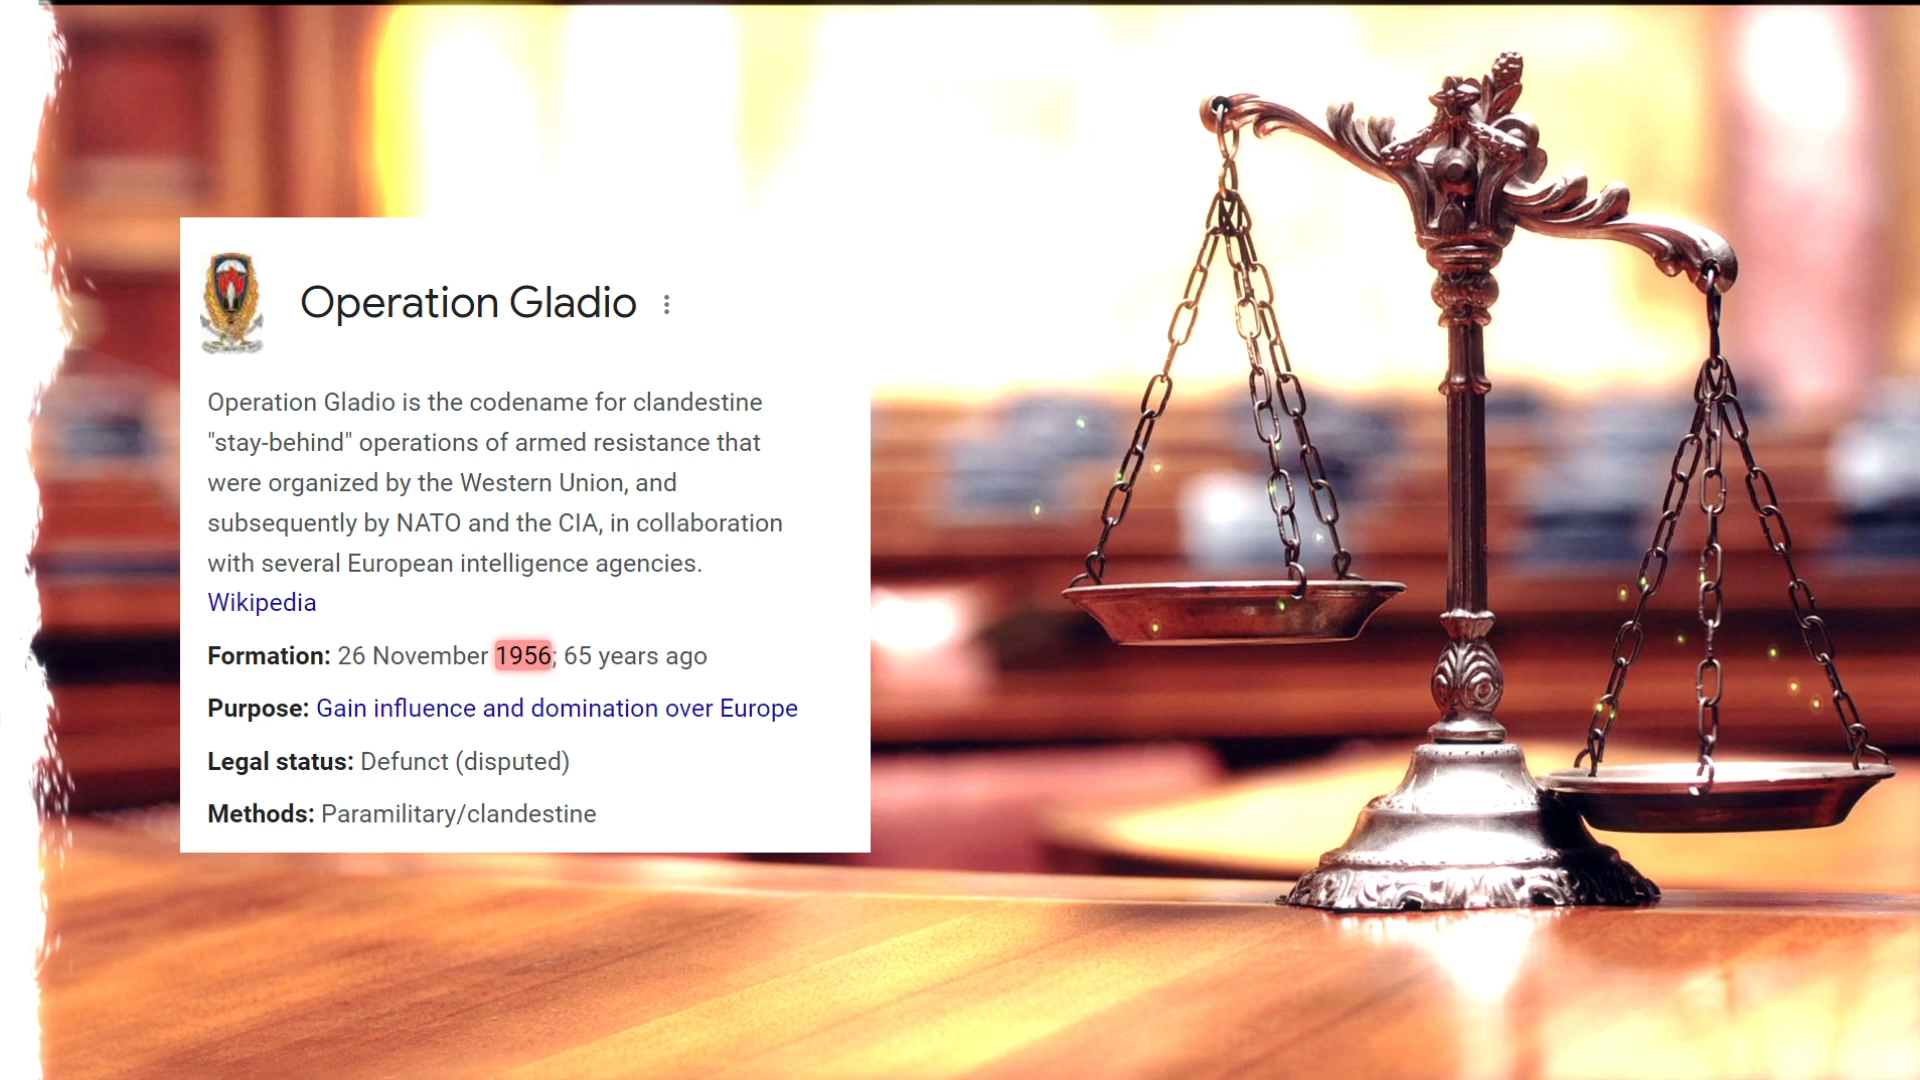 Operation Gladio
Operation Gladio is the codename for clandestine
"stay-behind" operations of armed resistance that
were organized by the Western Union, and
subsequently by NATO and the CIA, in collaboration
with several European intelligence agencies.
Wikipedia
Formation: 26 November 1956; 65 years ago
Purpose: Gain influence and domination over Europe
Legal status: Defunct (disputed)
Methods: Paramilitary/clandestine